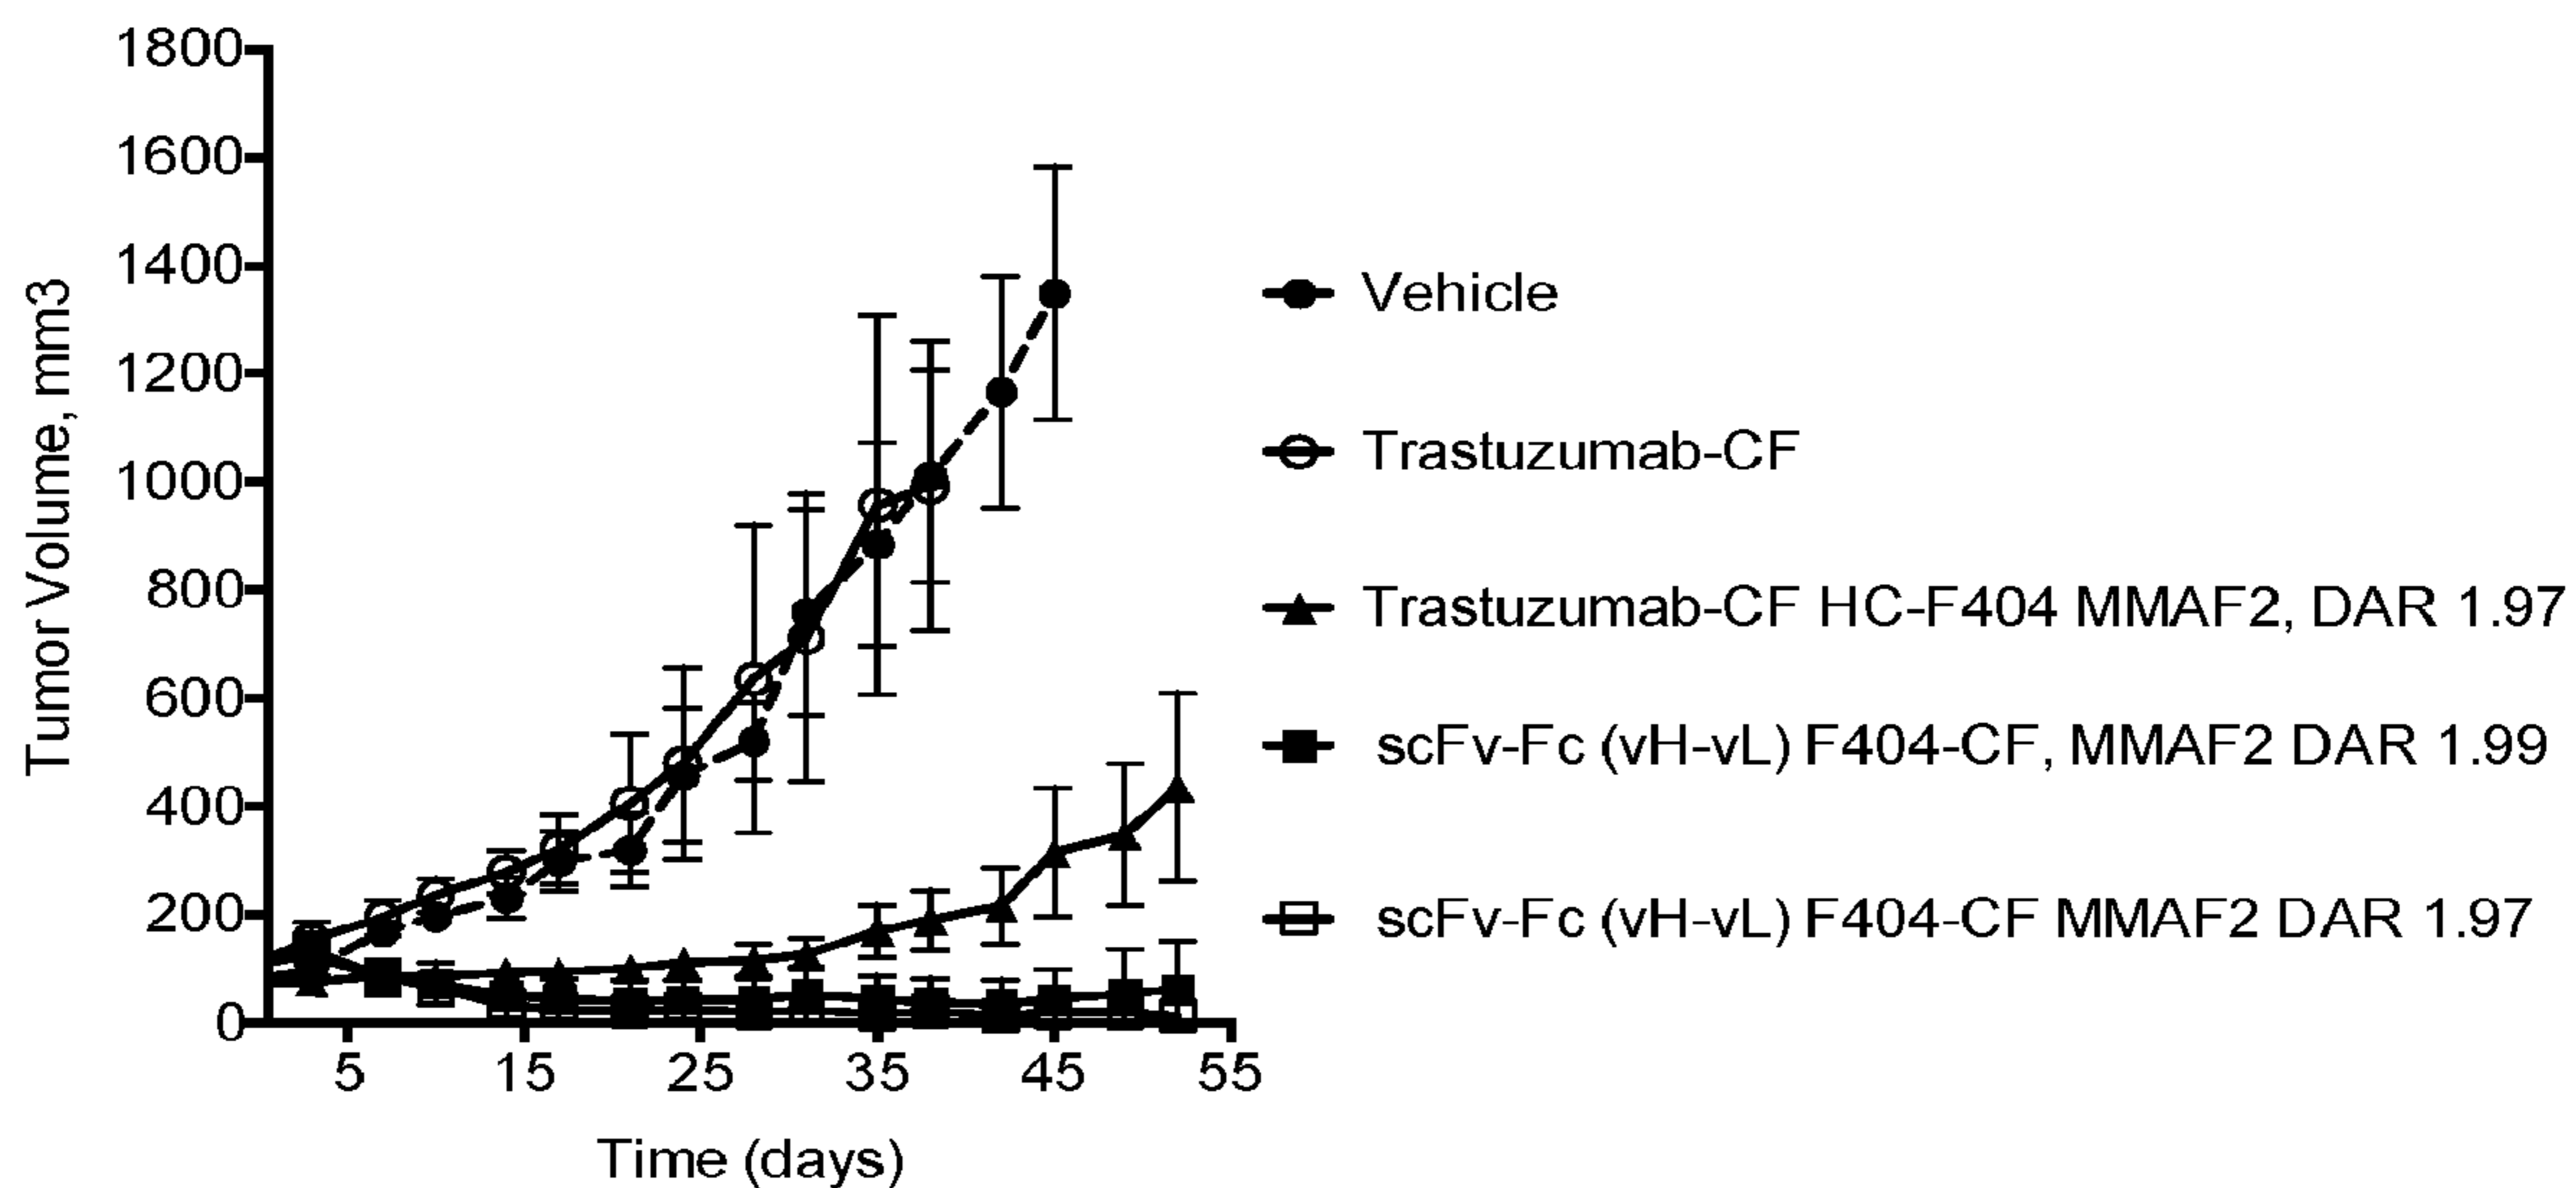 1800
1600
1400
1200
1000
800
600
400
200
0
Tumor Volume, mm3
5 15 25 35 45 55
Time (days)
Vehicle
Trastuzumab-CF
Trastuzumab-CF HC-F404 MMAF2, DAR 1.97
scFv-Fc (vH-vL) F404-CF, MMAF2 DAR 1.99
scFv-Fc (vH-vL) F404-CF MMAF2 DAR 1.97